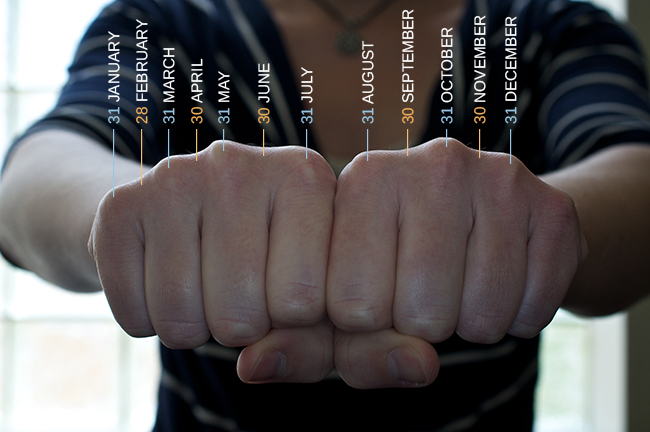 31 JANUARY
28 FEBRUARY
31 MARCH
30 APRIL
31 MAY
30 JUNE
31 JULY
31 AUGUST
30 SEPTEMBER
31 OCTOBER
30 NOVEMBER
31 DECEMBER